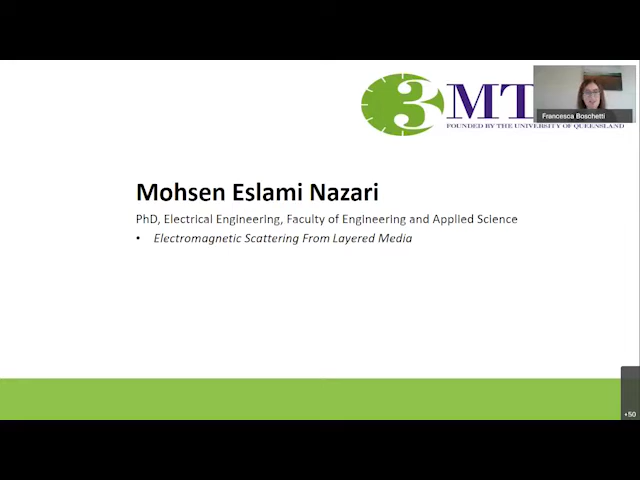 3MT
FOUNDED BY THE UNIVERSITY OF QUEENSLAND
Francesca Boschetti
Mohsen Eslami Nazari
PhD, Electrical Engineering, Faculty of Engineering and Applied Science
• Electromagnetic Scattering From Layered Media
+50